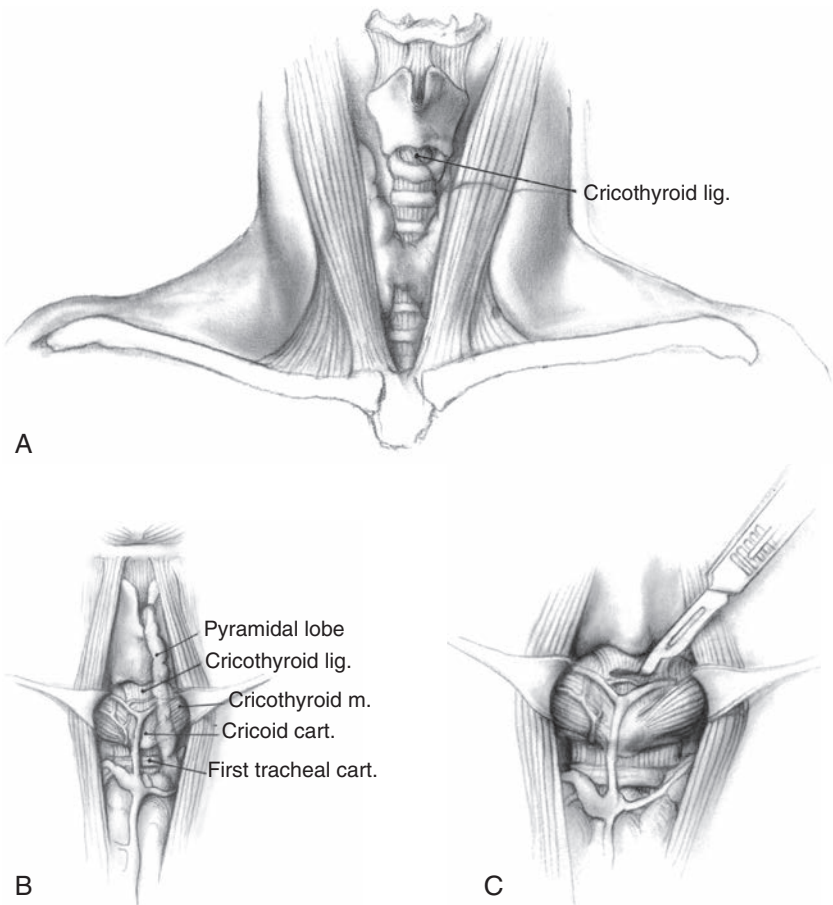 Cricothyroid lig.
A
Pyramidal lobe
Cricothyroid lig.
Cricothyroid m.
Cricoid cart.
First tracheal cart.
B
C